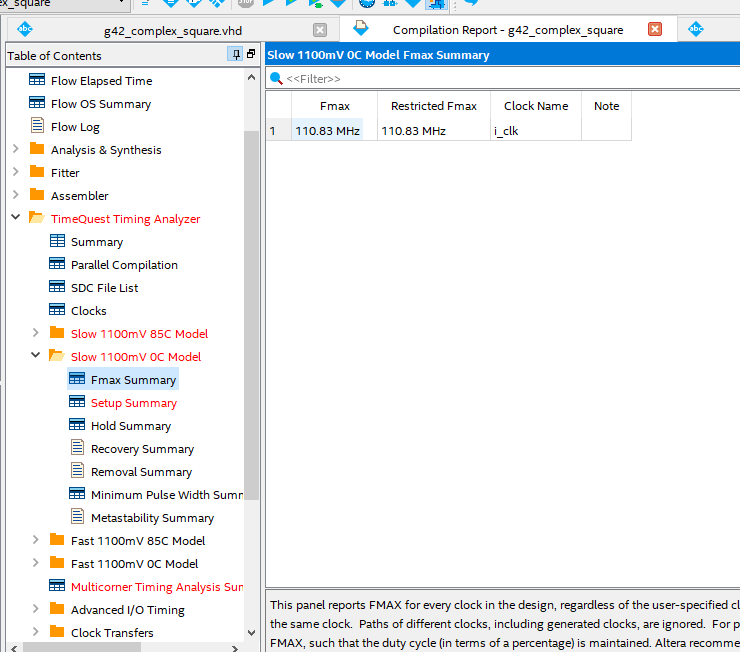 ex_square
STOP
abc g42_complex_square.vhd
Compilation Report - g42_complex_square
abc
Table of Contents
Flow Elapsed Time
Flow OS Summary
Flow Log
Analysis & Synthesis
Fitter
Assembler
TimeQuest Timing Analyzer
Summary
Parallel Compilation
SDC File List
Clocks
Slow 1100mV 85C Model
Slow 1100mV 0C Model
Fmax Summary
Setup Summary
Hold Summary
Recovery Summary
Removal Summary
Minimum Pulse Width Summ
Metastability Summary
Fast 1100mV 85C Model
Fast 1100mV 0C Model
Multicorner Timing Analysis Sum
Advanced I/O Timing
Clock Transfers
Slow 1100mV 0C Model Fmax Summary
<<Filter>>
Fmax Restricted Fmax Clock Name Note
1 110.83 MHz 110.83 MHz i_clk
This panel reports FMAX for every clock in the design, regardless of the user-specified cl
the same clock. Paths of different clocks, including generated clocks, are ignored. For p
FMAX, such that the duty cycle (in terms of a percentage) is maintained. Altera recomme